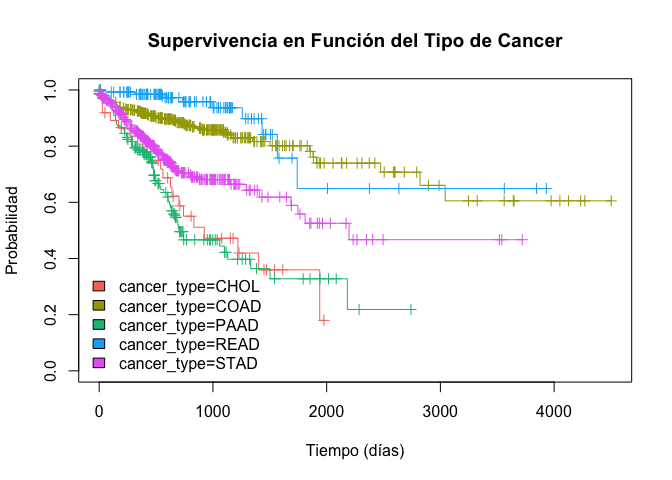 Supervivencia en Función del Tipo de Cancer
Probabilidad
1.0
0.8
0.6
0.4
0.2
0.0
cancer_type=CHOL
cancer_type=COAD
cancer_type=PAAD
cancer_type=READ
cancer_type=STAD
0 1000 2000 3000 4000
Tiempo (días)